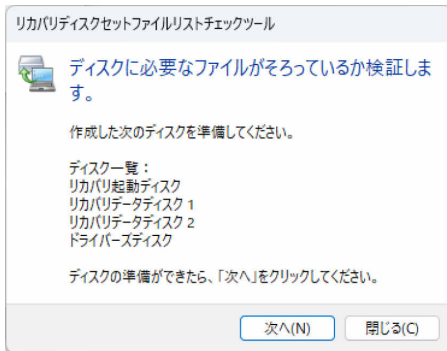 リカバリディスクセットファイルリストチェックツール
ディスクに必要なファイルがそろっているか検証しま
す。
作成した次のディスクを準備してください。
ディスク一覧：
リカバリ起動ディスク
リカバリデータディスク 1
リカバリデータディスク 2
ドライバーズディスク
ディスクの準備ができたら、「次へ」をクリックしてください。
次へ(N)
閉じる(C)